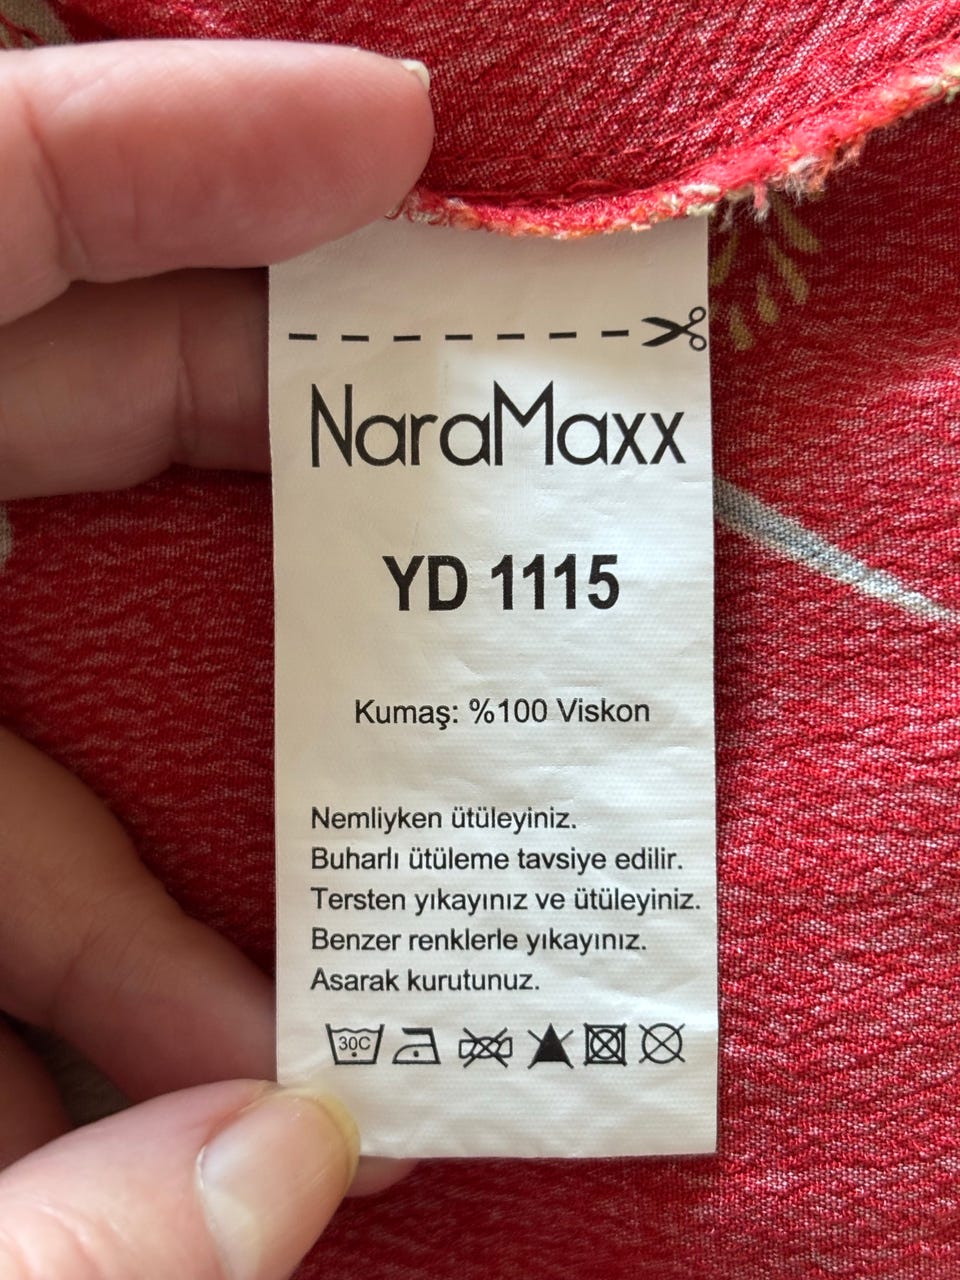 NaraMaxx
YD 1115
Kumaş: %100 Viskon
Nemliyken ütüleyiniz.
Buharlı ütüleme tavsiye edilir.
Tersten yıkayınız ve ütüleyiniz.
Benzer renklerle yıkayınız.
Asarak kurutunuz.
30C